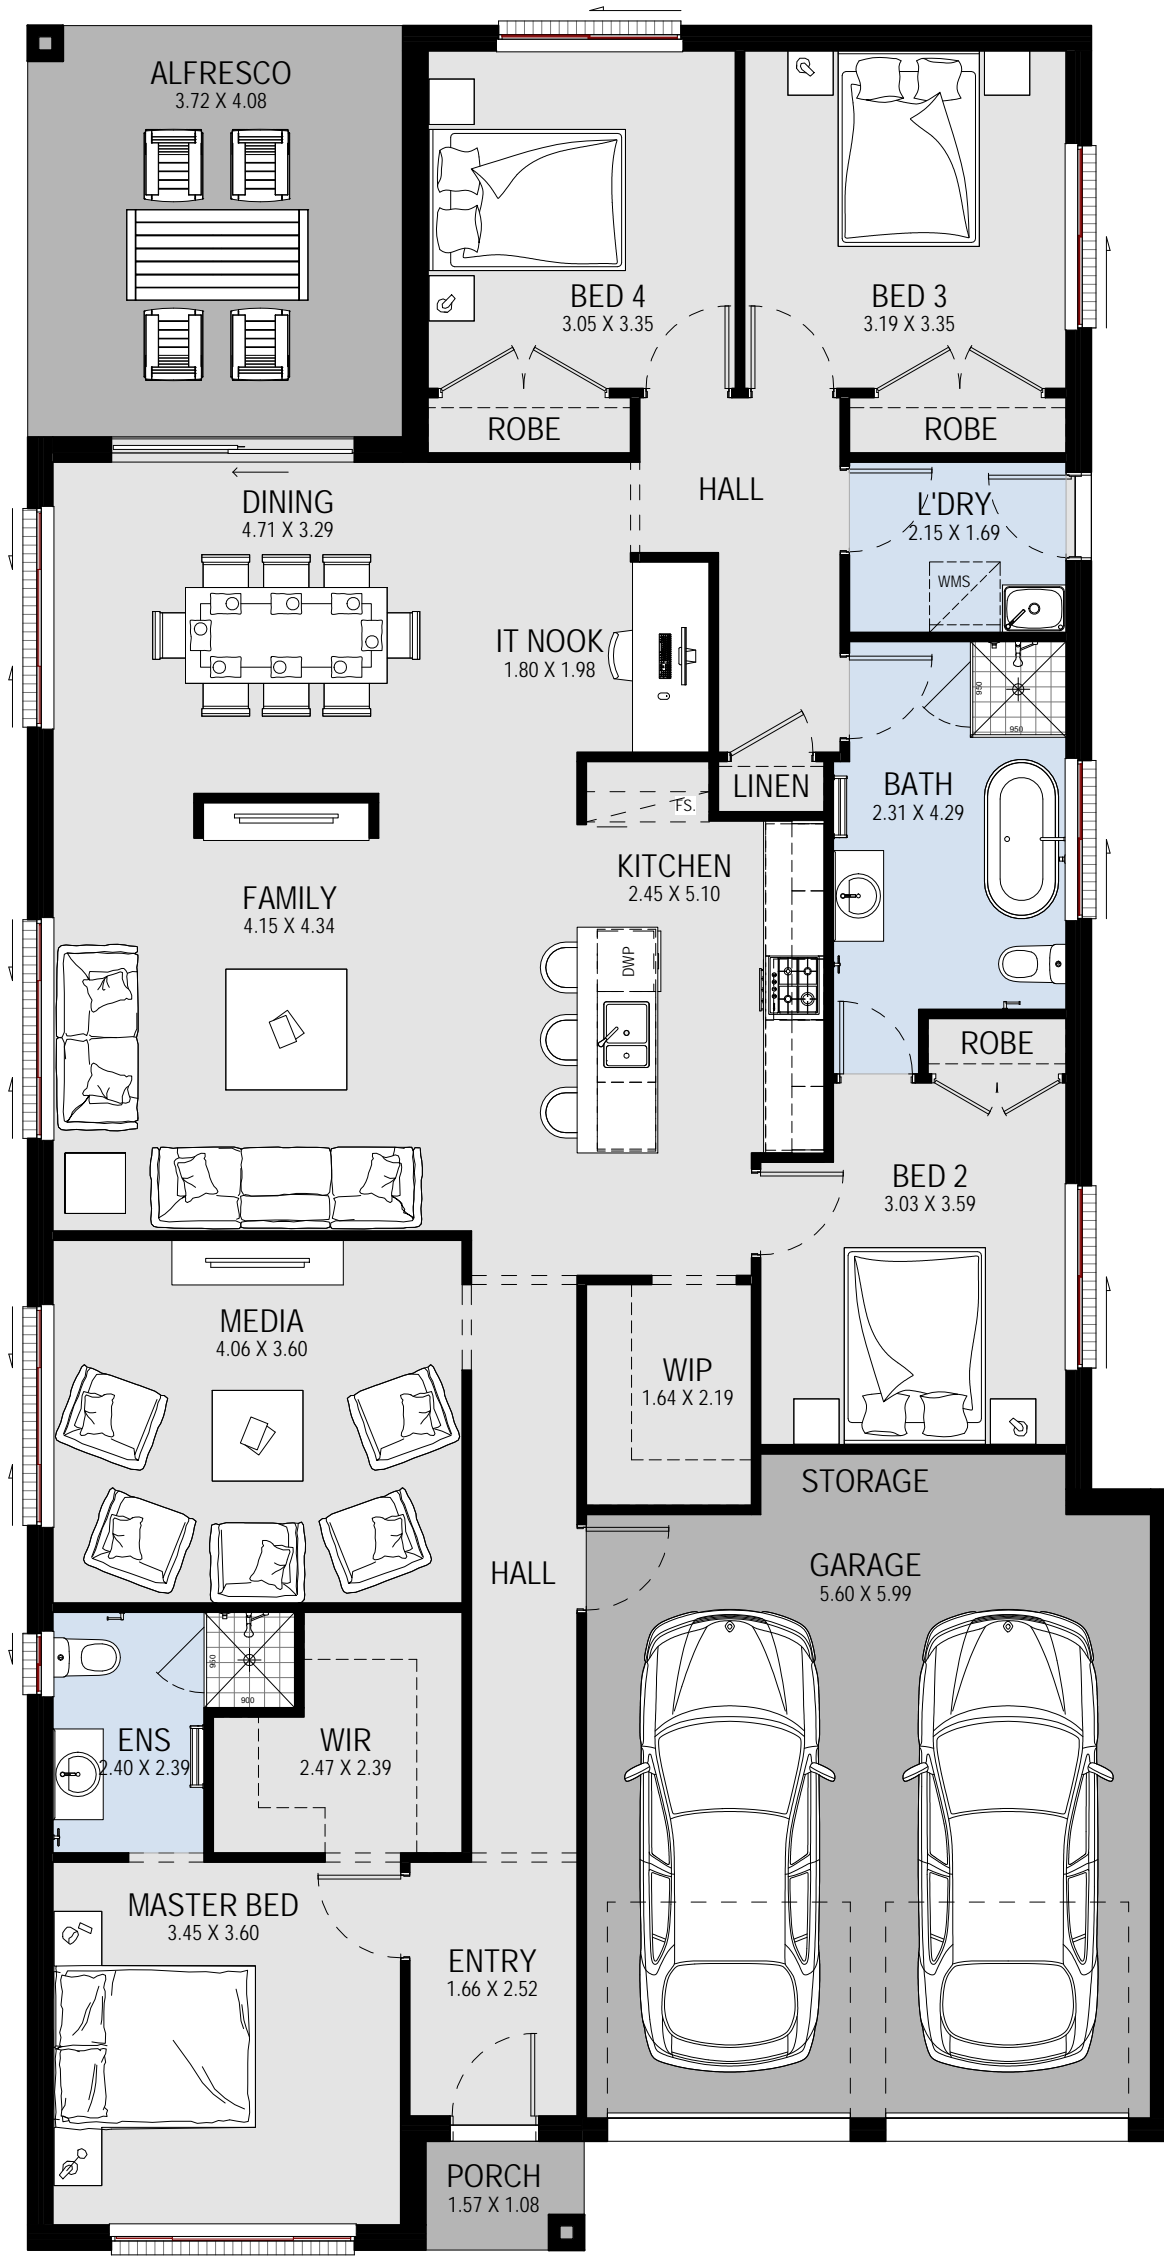 ALFRESCO
3.72 X 4.08
BED 4
3.05 X 3.35
BED 3
3.19 X 3.35
ROBE
ROBE
HALL
DINING
4.71 X 3.29
L'DRY
2.15 X 1.69
WMS
IT NOOK
1.80 X 1.98
950
950
LINEN
FS.
BATH
2.31 X 4.29
KITCHEN
2.45 X 5.10
FAMILY
4.15 X 4.34
DWP
ROBE
BED 2
3.03 X 3.59
MEDIA
4.06 X 3.60
WIP
1.64 X 2.19
STORAGE
GARAGE
5.60 X 5.99
HALL
950
900
ENS
2.40 X 2.39
WIR
2.47 X 2.39
MASTER BED
3.45 X 3.60
ENTRY
1.66 X 2.52
PORCH
1.57 X 1.08